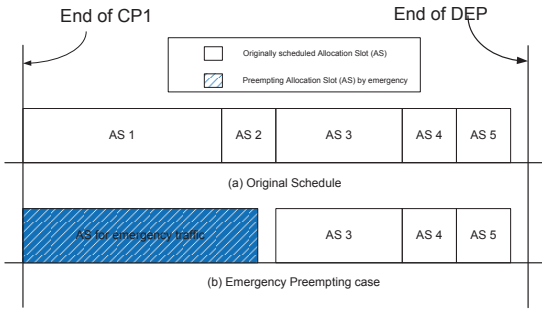 End of CP1
End of DEP
Originally scheduled Allocation Slot (AS)
Preempting Allocation Slot (AS) by emergency
AS 1
AS 2
AS 3
AS 4
AS 5
(a) Original Schedule
AS for emergency traffic
AS 3
AS 4
AS 5
(b) Emergency Preempting case